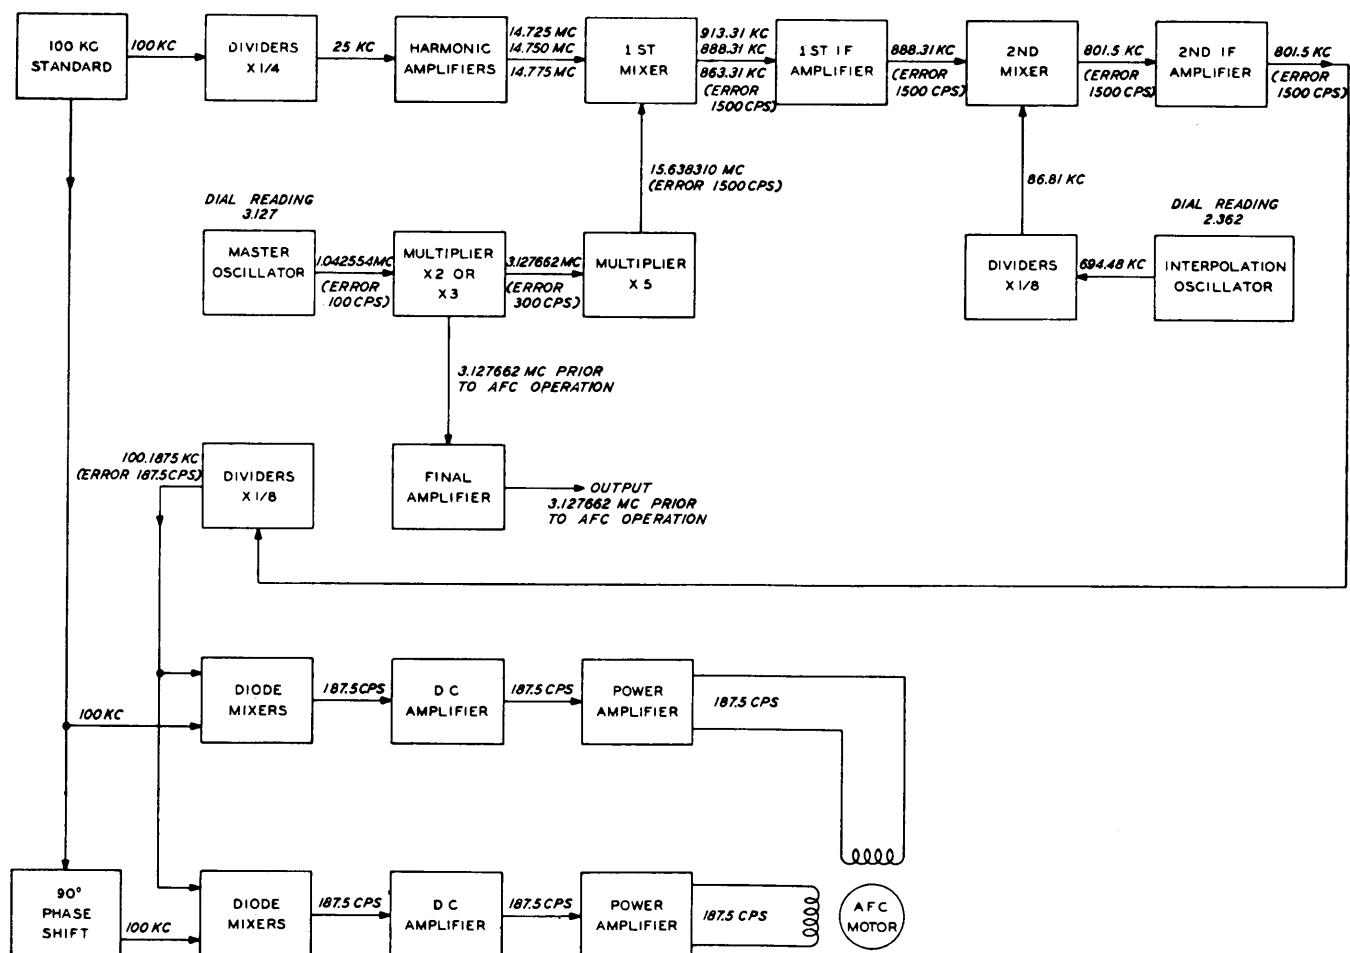 100 KC
STANDARD
100 KC
DIVIDERS
X 1/4
25 KC
HARMONIC
AMPLIFIERS
14.725 MC
14.750 MC
14.775 MC
1 ST
MIXER
913.31 KC
888.31 KC
863.31 KC
(ERROR
1500 CPS)
1 ST IF
AMPLIFIER
888.31 KC
(ERROR
1500 CPS)
2ND
MIXER
801.5 KC
(ERROR
1500 CPS)
2ND IF
AMPLIFIER
801.5 KC
(ERROR
1500 CPS)
15.638310 MC
(ERROR 1500 CPS)
86.81 KC
DIAL READING
3.127
MASTER
OSCILLATOR
1.042554 MC
(ERROR
100 CPS)
MULTIPLIER
X 2 OR
X 3
3.127662 MC
(ERROR
300 CPS)
MULTIPLIER
X 5
DIVIDERS
X 1/8
694.48 KC
DIAL READING
2.362
INTERPOLATION
OSCILLATOR
3.127662 MC PRIOR
TO AFC OPERATION
100.1875 KC
(ERROR 187.5 CPS)
DIVIDERS
X 1/8
FINAL
AMPLIFIER
OUTPUT
3.127662 MC PRIOR
TO AFC OPERATION
100 KC
DIODE
MIXERS
187.5 CPS
D C
AMPLIFIER
187.5 CPS
POWER
AMPLIFIER
187.5 CPS
90°
PHASE
SHIFT
100 KC
DIODE
MIXERS
187.5 CPS
D C
AMPLIFIER
187.5 CPS
POWER
AMPLIFIER
187.5 CPS
AFC
MOTOR